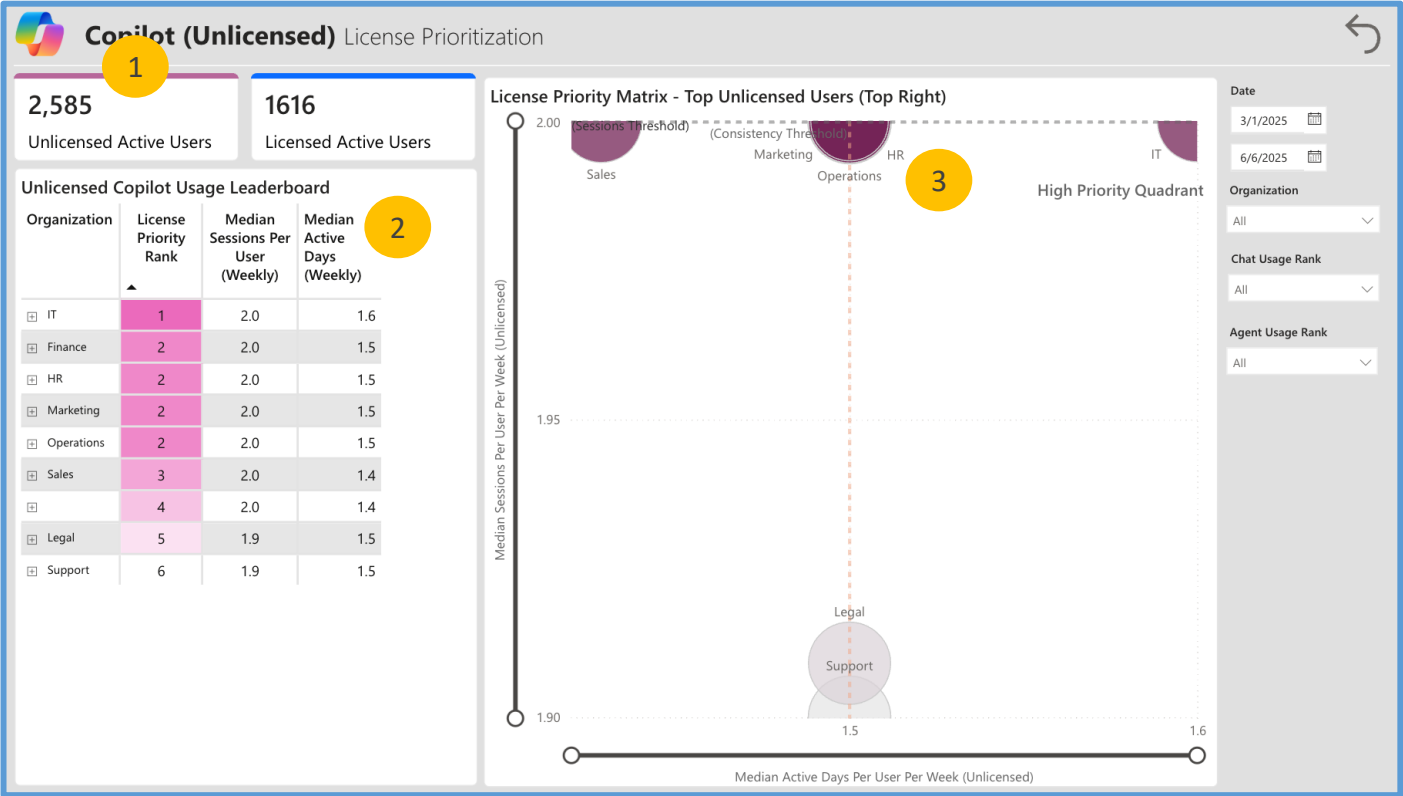 Copilot (Unlicensed) License Prioritization
1
2,585
Unlicensed Active Users
1616
Licensed Active Users
Unlicensed Copilot Usage Leaderboard
2
Organization License Priority Rank Median Sessions Per User (Weekly) Median Active Days (Weekly)
IT 1 2.0 1.6
Finance 2 2.0 1.5
HR 2 2.0 1.5
Marketing 2 2.0 1.5
Operations 2 2.0 1.5
Sales 3 2.0 1.4
4 2.0 1.4
Legal 5 1.9 1.5
Support 6 1.9 1.5
License Priority Matrix - Top Unlicensed Users (Top Right)
2.00
(Sessions Threshold)
(Consistency Threshold)
Marketing
HR
IT
Sales
Operations
3
High Priority Quadrant
Median Sessions Per User Per Week (Unlicensed)
1.95
Legal
Support
1.90
1.5
1.6
Median Active Days Per User Per Week (Unlicensed)
Date
3/1/2025
6/6/2025
Organization
All
Chat Usage Rank
All
Agent Usage Rank
All